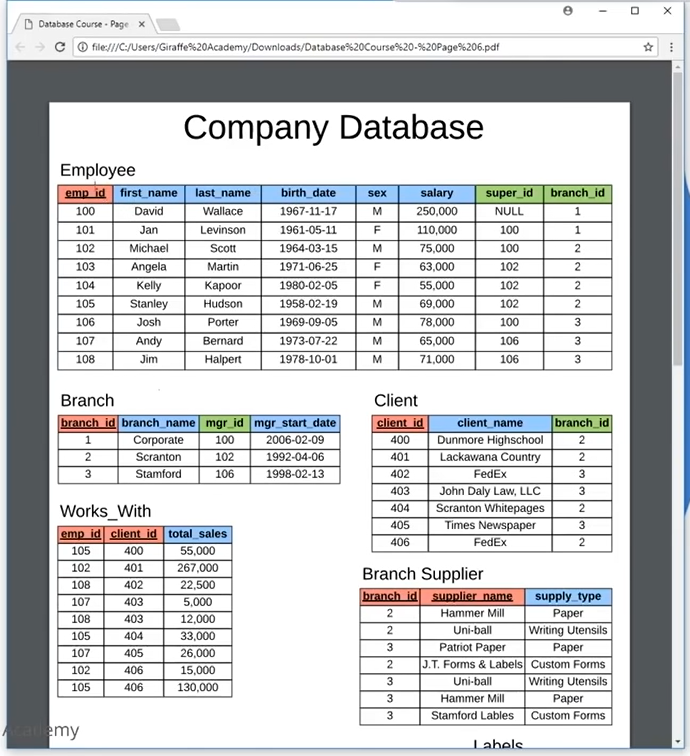 Database Course - Page
file:///C:/Users/Giraffe%20Academy/Downloads/Database%20Course%20-%20Page%206.pdf
Company Database
Employee
emp_id first_name last_name birth_date sex salary super_id branch_id
100 David Wallace 1967-11-17 M 250,000 NULL 1
101 Jan Levinson 1961-05-11 F 110,000 100 1
102 Michael Scott 1964-03-15 M 75,000 100 2
103 Angela Martin 1971-06-25 F 63,000 102 2
104 Kelly Kapoor 1980-02-05 F 55,000 102 2
105 Stanley Hudson 1958-02-19 M 69,000 102 2
106 Josh Porter 1969-09-05 M 78,000 100 3
107 Andy Bernard 1973-07-22 M 65,000 106 3
108 Jim Halpert 1978-10-01 M 71,000 106 3
Branch
branch_id branch_name mgr_id mgr_start_date
1 Corporate 100 2006-02-09
2 Scranton 102 1992-04-06
3 Stamford 106 1998-02-13
Client
client_id client_name branch_id
400 Dunmore Highschool 2
401 Lackawana Country 2
402 FedEx 3
403 John Daly Law, LLC 3
404 Scranton Whitepages 2
405 Times Newspaper 3
406 FedEx 2
Works_With
emp_id client_id total_sales
105 400 55,000
102 401 267,000
108 402 22,500
107 403 5,000
108 403 12,000
105 404 33,000
107 405 26,000
102 406 15,000
105 406 130,000
Branch Supplier
branch_id supplier_name supply_type
2 Hammer Mill Paper
2 Uni-ball Writing Utensils
3 Patriot Paper Paper
2 J.T. Forms & Labels Custom Forms
3 Uni-ball Writing Utensils
3 Hammer Mill Paper
3 Stamford Lables Custom Forms
Academy
Labels